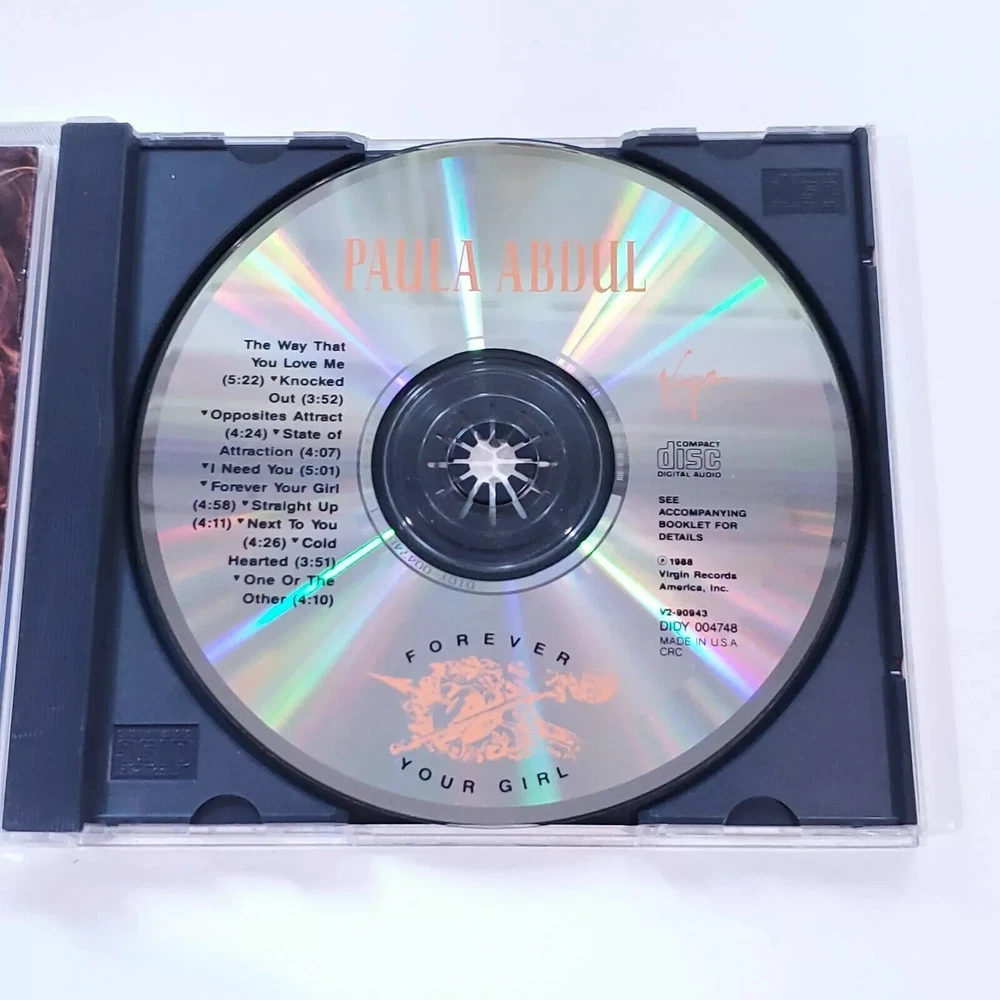 PAULA ABDUL
The Way That
You Love Me
(5:22) ♥Knocked
Out (3:52)
♥Opposites Attract
(4:24) ♥State of
Attraction (4:07)
♥I Need You (5:01)
♥Forever Your Girl
(4:58) ♥Straight Up
(4:11) ♥Next To You
(4:26) ♥Cold
Hearted (3:51)
♥One Or The
Other (4:10)
Virgin
COMPACT
disc
DIGITAL AUDIO
SEE
ACCOMPANYING
BOOKLET FOR
DETAILS
℗ 1988
Virgin Records
America, Inc.
V2-90943
DIDY 004748
MADE IN U S A
CRC
DIDY 004748
FOREVER
YOUR GIRL